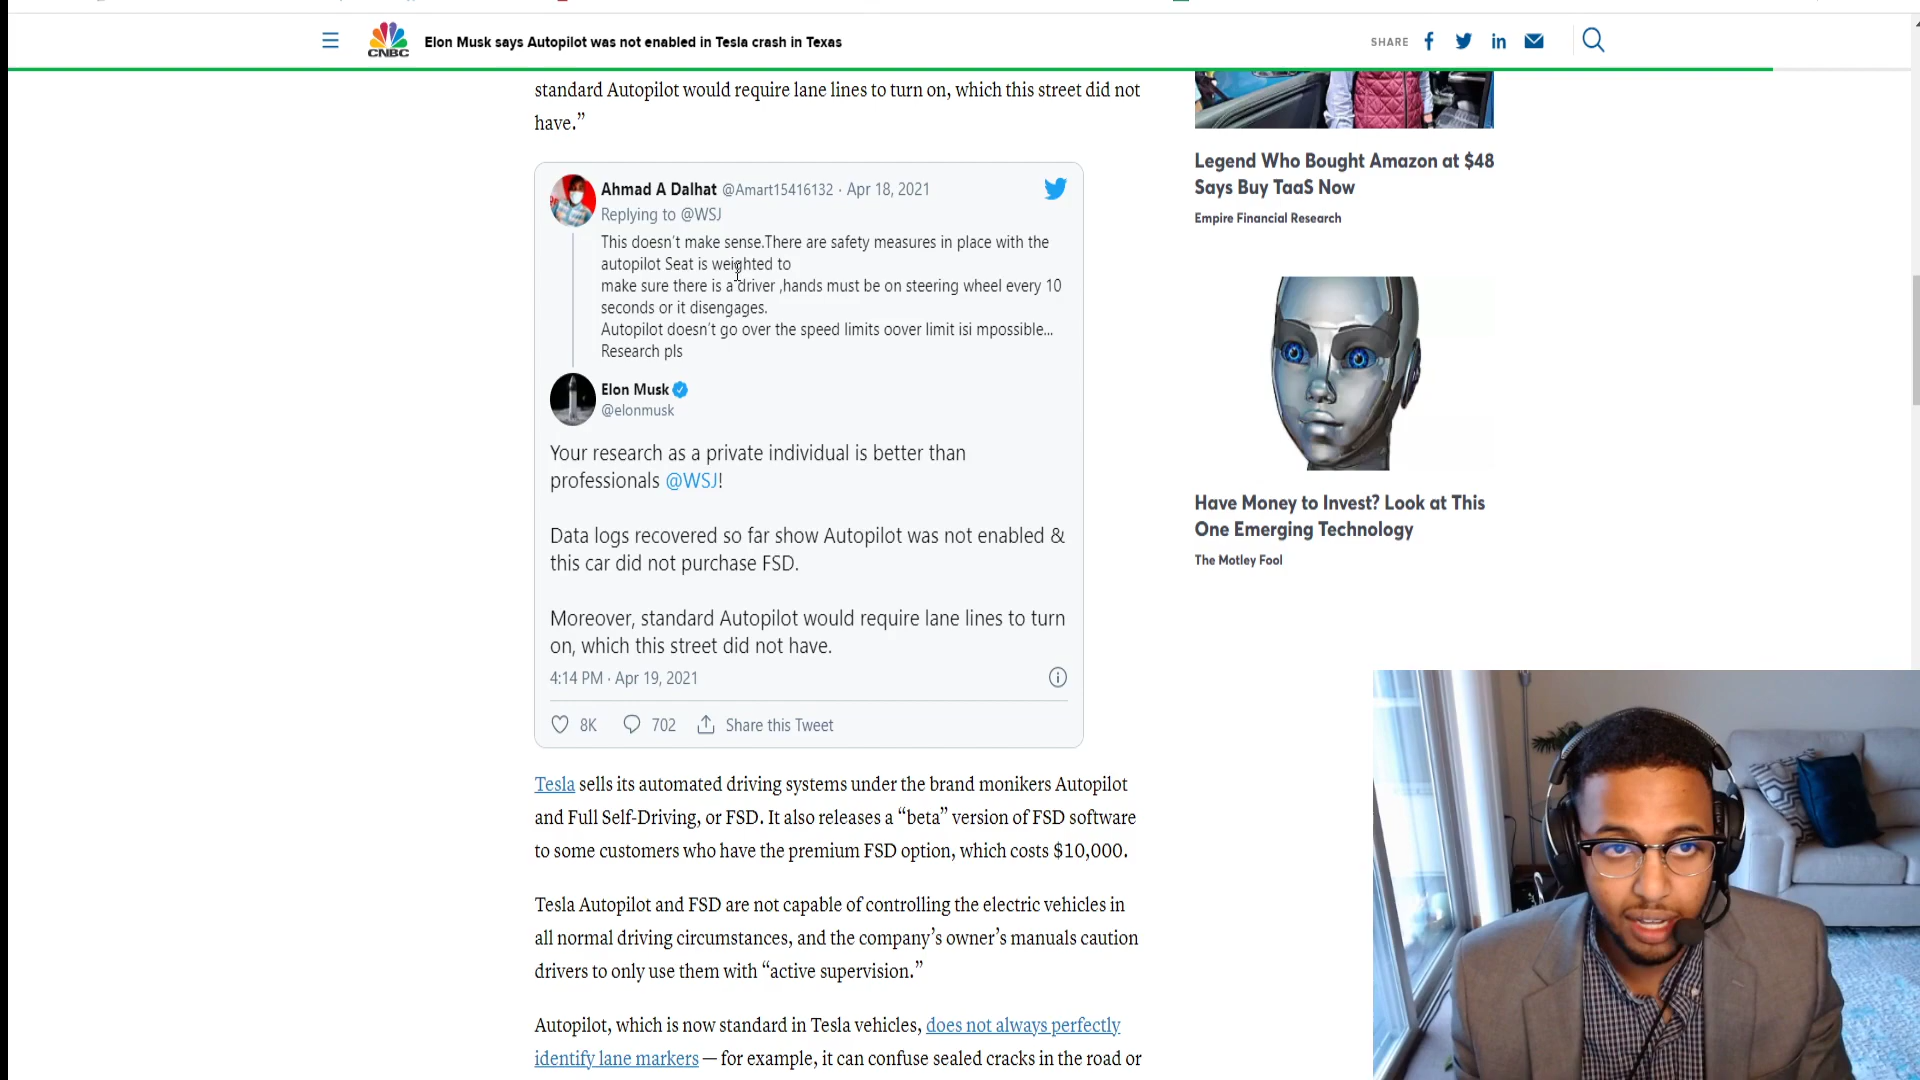 CNBC
Elon Musk says Autopilot was not enabled in Tesla crash in Texas
SHARE
standard Autopilot would require lane lines to turn on, which this street did not
have.”
Ahmad A Dalhat @Amart15416132 · Apr 18, 2021
Replying to @WSJ
This doesn't make sense.There are safety measures in place with the
autopilot Seat is weighted to
make sure there is a driver ,hands must be on steering wheel every 10
seconds or it disengages.
Autopilot doesn't go over the speed limits oover limit isi mpossible...
Research pls
Elon Musk
@elonmusk
Your research as a private individual is better than
professionals @WSJ!
Data logs recovered so far show Autopilot was not enabled &
this car did not purchase FSD.
Moreover, standard Autopilot would require lane lines to turn
on, which this street did not have.
4:14 PM · Apr 19, 2021
8K 702 Share this Tweet
Tesla sells its automated driving systems under the brand monikers Autopilot
and Full Self-Driving, or FSD. It also releases a “beta” version of FSD software
to some customers who have the premium FSD option, which costs $10,000.
Tesla Autopilot and FSD are not capable of controlling the electric vehicles in
all normal driving circumstances, and the company’s owner’s manuals caution
drivers to only use them with “active supervision.”
Autopilot, which is now standard in Tesla vehicles, does not always perfectly
identify lane markers — for example, it can confuse sealed cracks in the road or
Legend Who Bought Amazon at $48
Says Buy TaaS Now
Empire Financial Research
Have Money to Invest? Look at This
One Emerging Technology
The Motley Fool